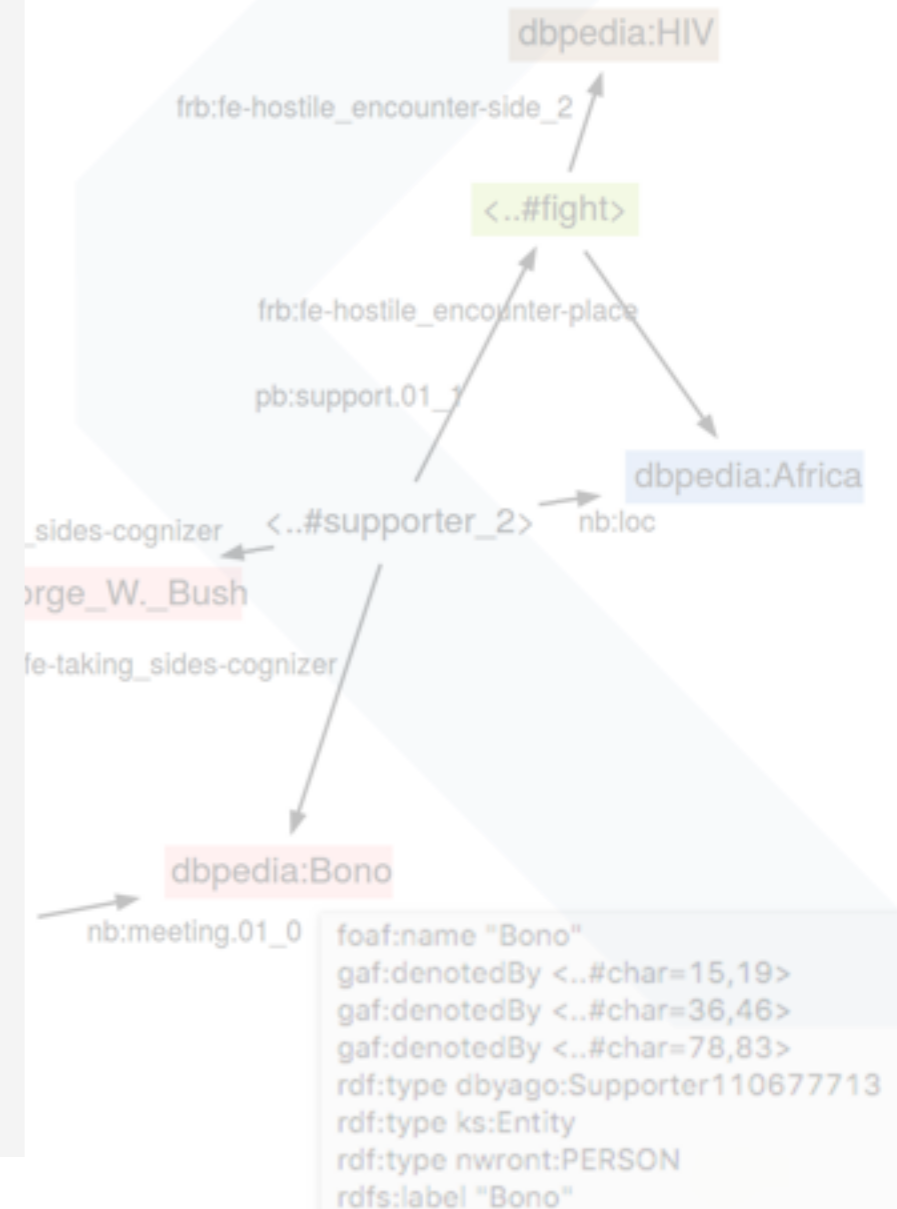 dbpedia:HIV
frb:fe-hostile_encounter-side_2
<..#fight>
frb:fe-hostile_encounter-place
pb:support.01_1
dbpedia:Africa
<..#supporter_2>
nb:loc
_sides-cognizer
orge_W._Bush
fe-taking_sides-cognizer
dbpedia:Bono
nb:meeting.01_0
foaf:name "Bono"
gaf:denotedBy <..#char=15,19>
gaf:denotedBy <..#char=36,46>
gaf:denotedBy <..#char=78,83>
rdf:type dbyago:Supporter110677713
rdf:type ks:Entity
rdf:type nwront:PERSON
rdfs:label "Bono"